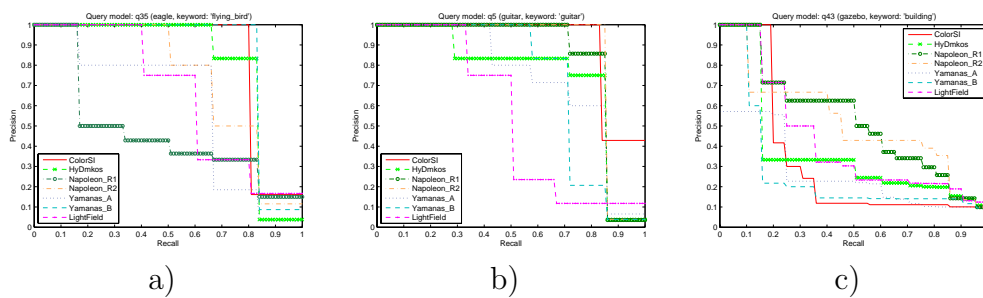 Query model: q35 (eagle, keyword: 'flying_bird')
Precision
1
0.9
0.8
0.7
0.6
0.5
0.4
0.3
0.2
0.1
0
ColorSI
HyDmkos
Napoleon_R1
Napoleon_R2
Yamanas_A
Yamanas_B
LightField
0 0.1 0.2 0.3 0.4 0.5 0.6 0.7 0.8 0.9 1
Recall
a)
Query model: q5 (guitar, keyword: 'guitar')
Precision
1
0.9
0.8
0.7
0.6
0.5
0.4
0.3
0.2
0.1
0
ColorSI
HyDmkos
Napoleon_R1
Napoleon_R2
Yamanas_A
Yamanas_B
LightField
0 0.1 0.2 0.3 0.4 0.5 0.6 0.7 0.8 0.9 1
Recall
b)
Query model: q43 (gazebo, keyword: 'building')
Precision
1
0.9
0.8
0.7
0.6
0.5
0.4
0.3
0.2
0.1
0
ColorSI
HyDmkos
Napoleon_R1
Napoleon_R2
Yamanas_A
Yamanas_B
LightField
0 0.1 0.2 0.3 0.4 0.5 0.6 0.7 0.8 0.9
Recall
c)